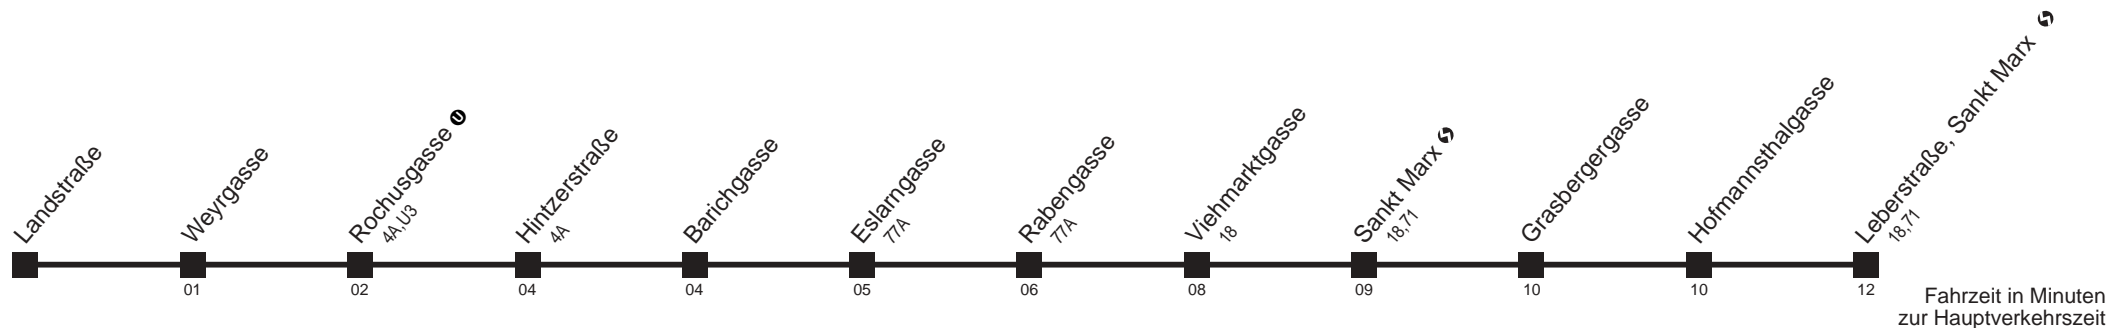 Landstraße
Weyrgasse
01
Rochusgasse U
4A,U3
02
Hintzerstraße
4A
04
Barichgasse
04
Eslarngasse
77A
05
Rabengasse
77A
06
Viehmarktgasse
18
08
Sankt Marx
18,71
09
Grasbergergasse
10
Hofmannsthalgasse
10
Leberstraße, Sankt Marx
18,71
12
Fahrzeit in Minuten
zur Hauptverkehrszeit